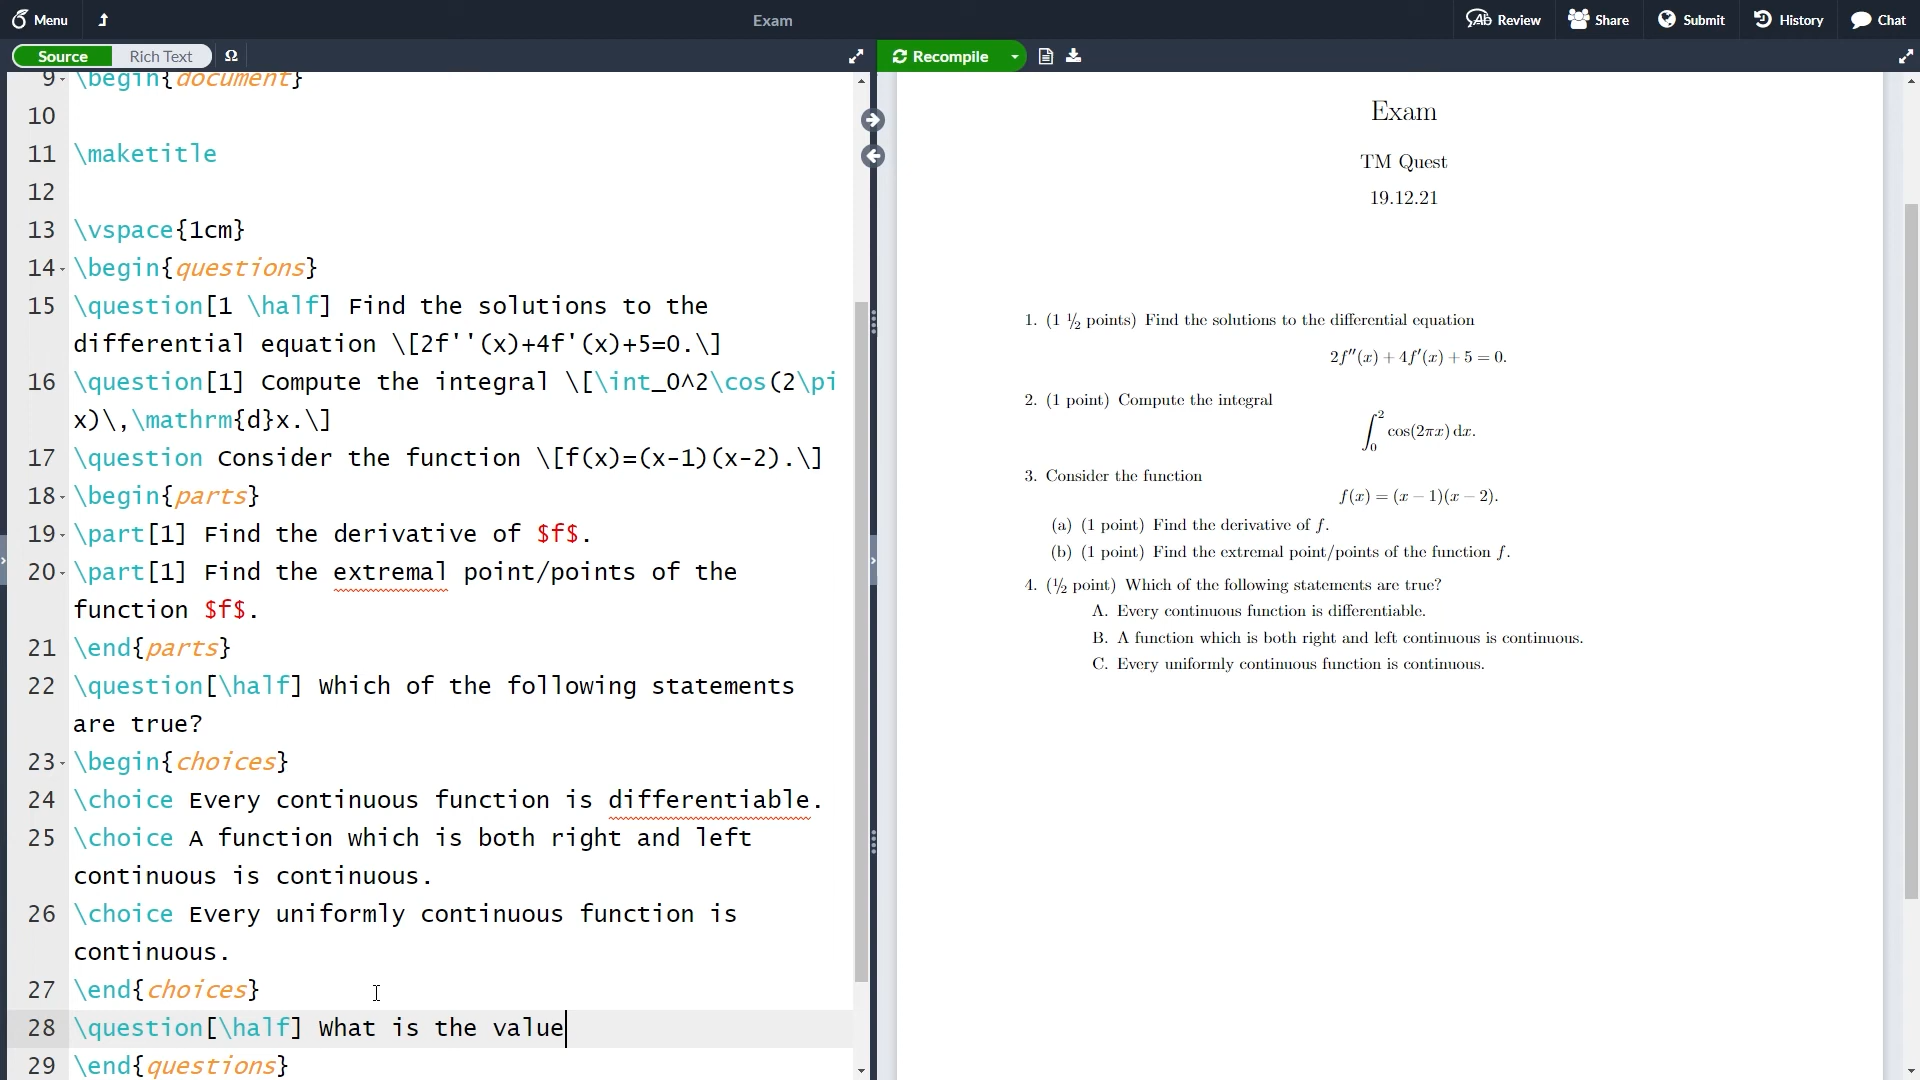 Menu
Exam
Review
Share
Submit
History
Chat
Source
Rich Text
Ω
Recompile
9 \begin{document}
10
11 \maketitle
12
13 \vspace{1cm}
14 \begin{questions}
15 \question[1 \half] Find the solutions to the
differential equation \[2f''(x)+4f'(x)+5=0.\]
16 \question[1] Compute the integral \[\int_0^2\cos(2\pi
x)\,\mathrm{d}x.\]
17 \question Consider the function \[f(x)=(x-1)(x-2).\]
18 \begin{parts}
19 \part[1] Find the derivative of $f$.
20 \part[1] Find the extremal point/points of the
function $f$.
21 \end{parts}
22 \question[\half] Which of the following statements
are true?
23 \begin{choices}
24 \choice Every continuous function is differentiable.
25 \choice A function which is both right and left
continuous is continuous.
26 \choice Every uniformly continuous function is
continuous.
27 \end{choices}
28 \question[\half] What is the value
29 \end{questions}
Exam
TM Quest
19.12.21
1. (1 ½ points) Find the solutions to the differential equation
2f″(x) + 4f′(x) + 5 = 0.
2. (1 point) Compute the integral
∫₀² cos(2πx) dx.
3. Consider the function
f(x) = (x − 1)(x − 2).
(a) (1 point) Find the derivative of f.
(b) (1 point) Find the extremal point/points of the function f.
4. (½ point) Which of the following statements are true?
A. Every continuous function is differentiable.
B. A function which is both right and left continuous is continuous.
C. Every uniformly continuous function is continuous.